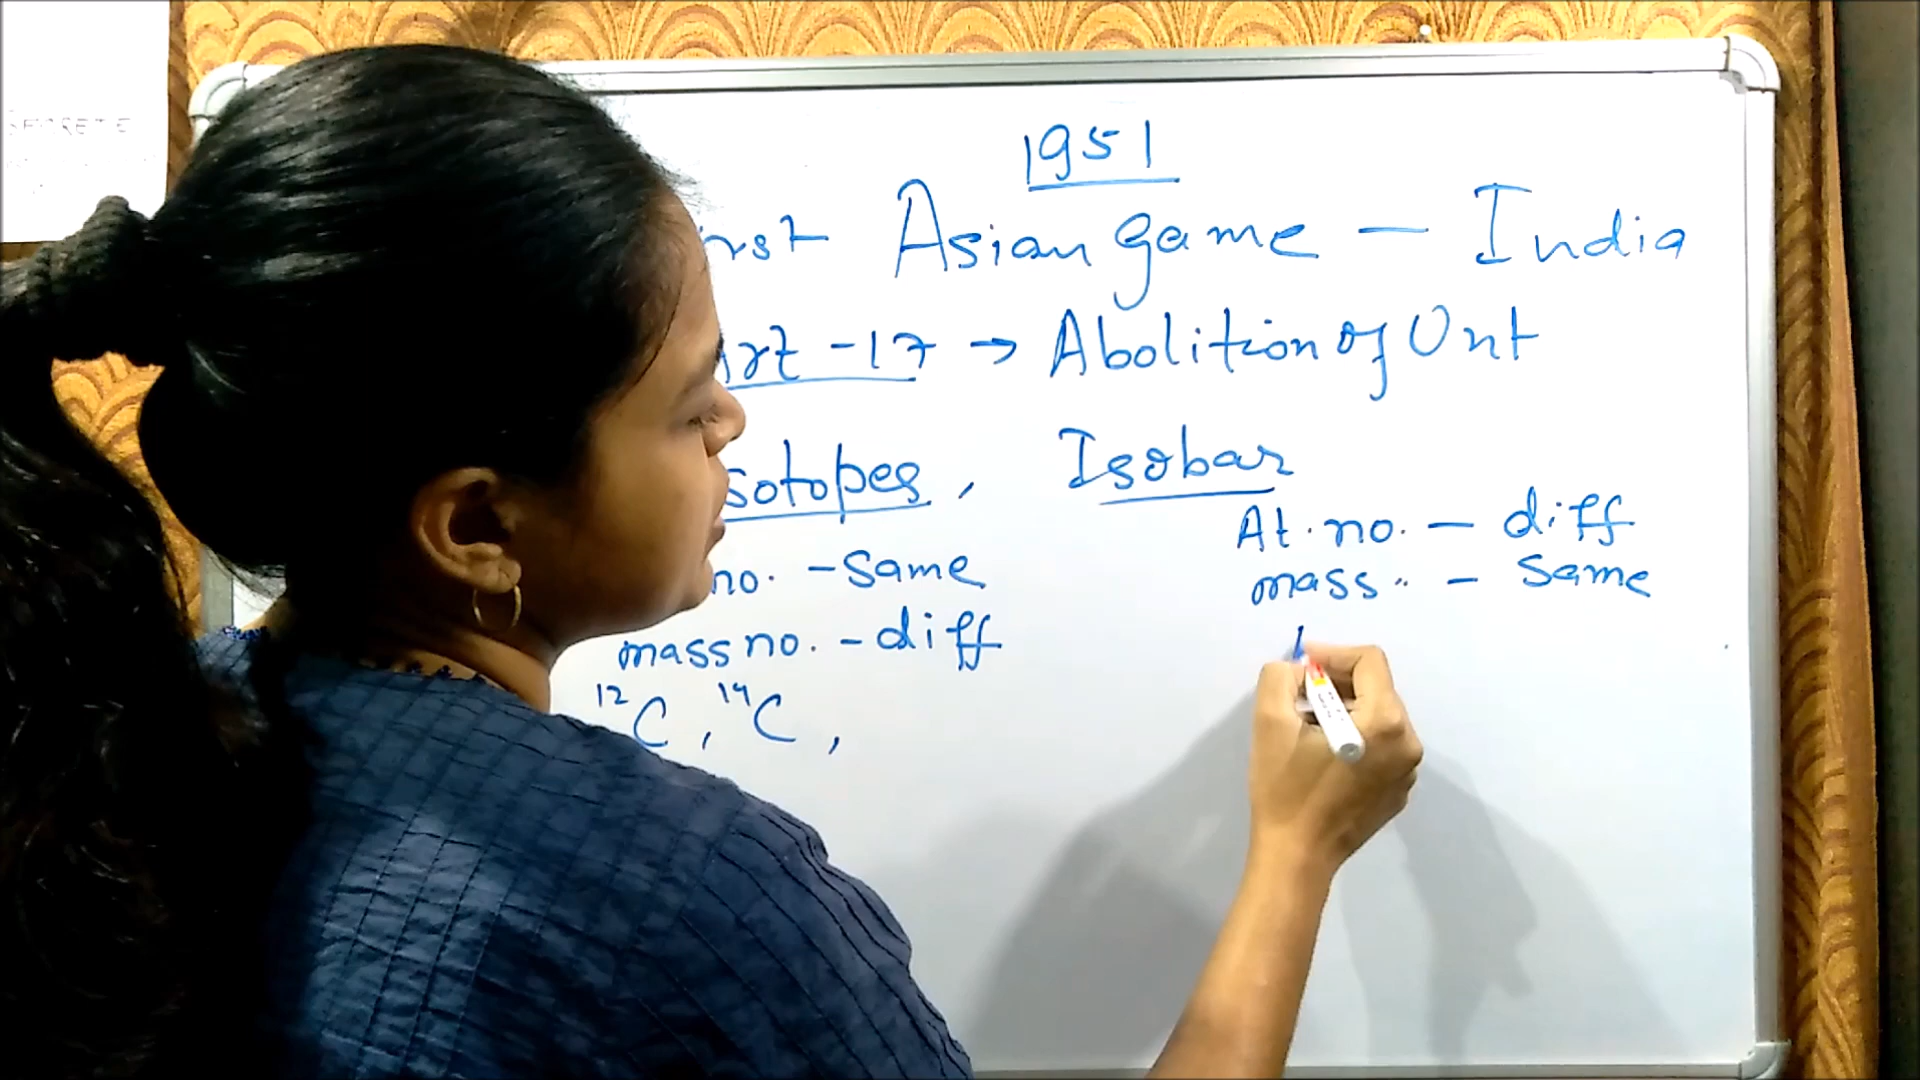 1951
rst Asian game - India
Art -17 → Abolition of Unt
sotopes, Isobar
no. - same
mass no. - diff
12C, 14C,
At. no. - diff
mass " - same